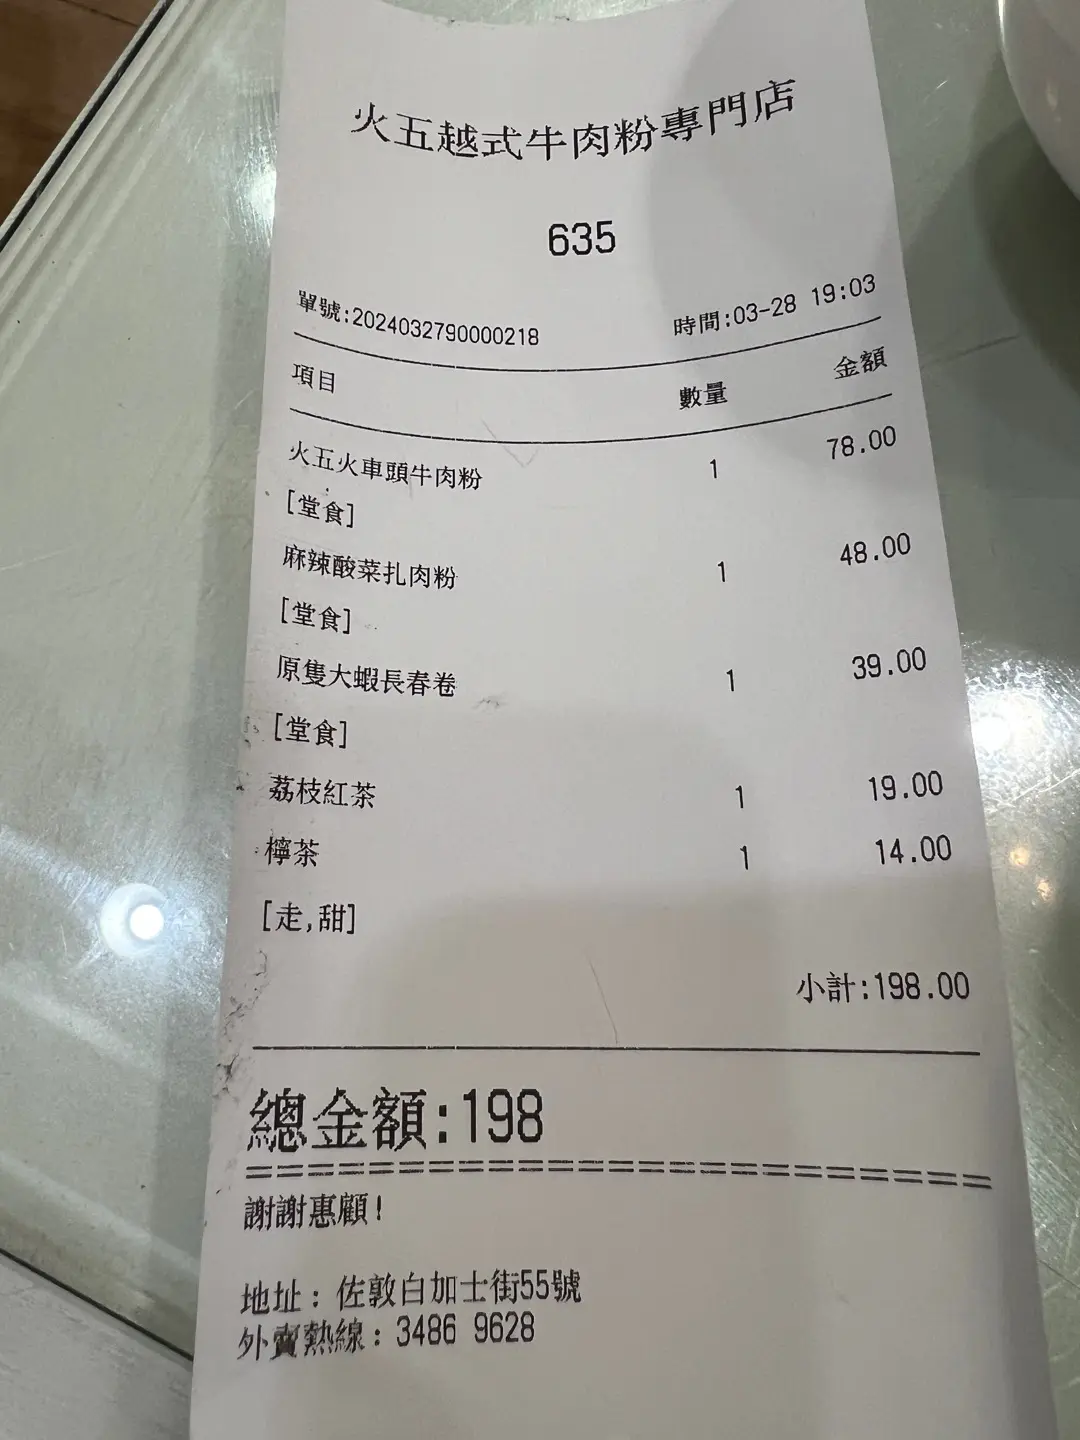 火五越式牛肉粉專門店
635
單號:2024032790000218 時間:03-28 19:03
項目 數量 金額
火五火車頭牛肉粉 1 78.00
[堂食]
麻辣酸菜扎肉粉 1 48.00
[堂食]
原隻大蝦長春卷 1 39.00
[堂食]
荔枝紅茶 1 19.00
檸茶 1 14.00
[走,甜]
小計:198.00
總金額:198
謝謝惠顧!
地址: 佐敦白加士街55號
外賣熱線: 3486 9628